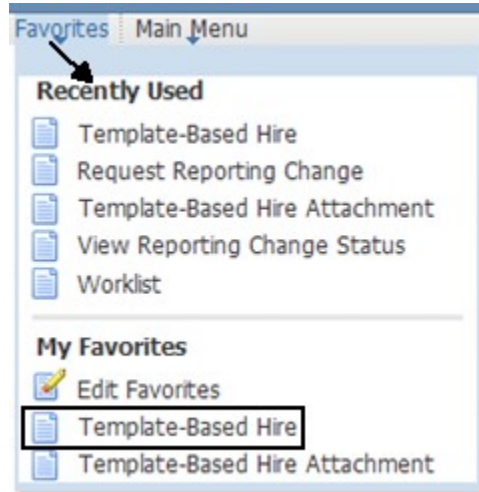 Favorites Main Menu
Recently Used
Template-Based Hire
Request Reporting Change
Template-Based Hire Attachment
View Reporting Change Status
Worklist
My Favorites
Edit Favorites
Template-Based Hire
Template-Based Hire Attachment